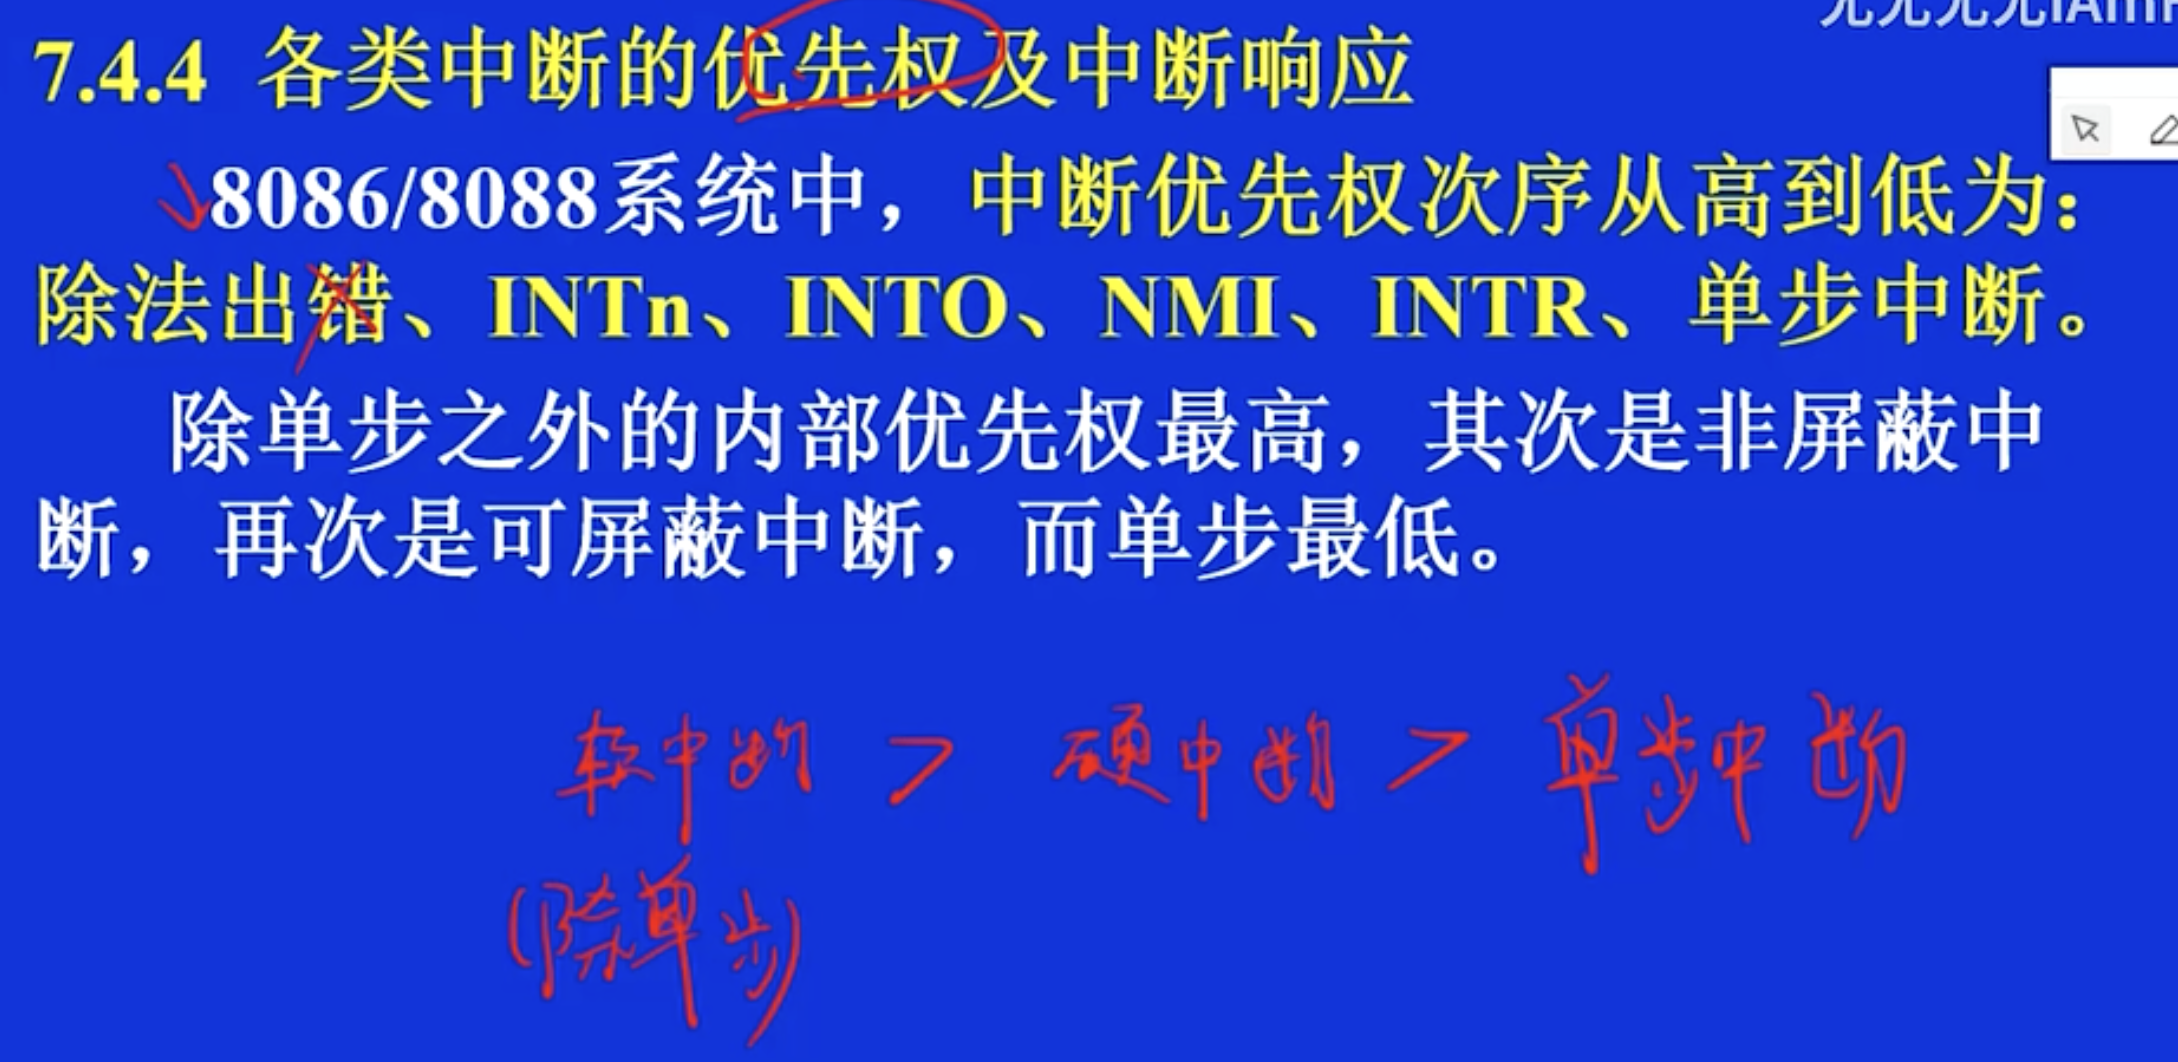 7.4.4 各类中断的优先权及中断响应
8086/8088系统中，中断优先权次序从高到低为：
除法出错、INTn、INTO、NMI、INTR、单步中断。
除单步之外的内部优先权最高，其次是非屏蔽中
断，再次是可屏蔽中断，而单步最低。
软中断 > 硬中断 > 单步中断
(除单步)